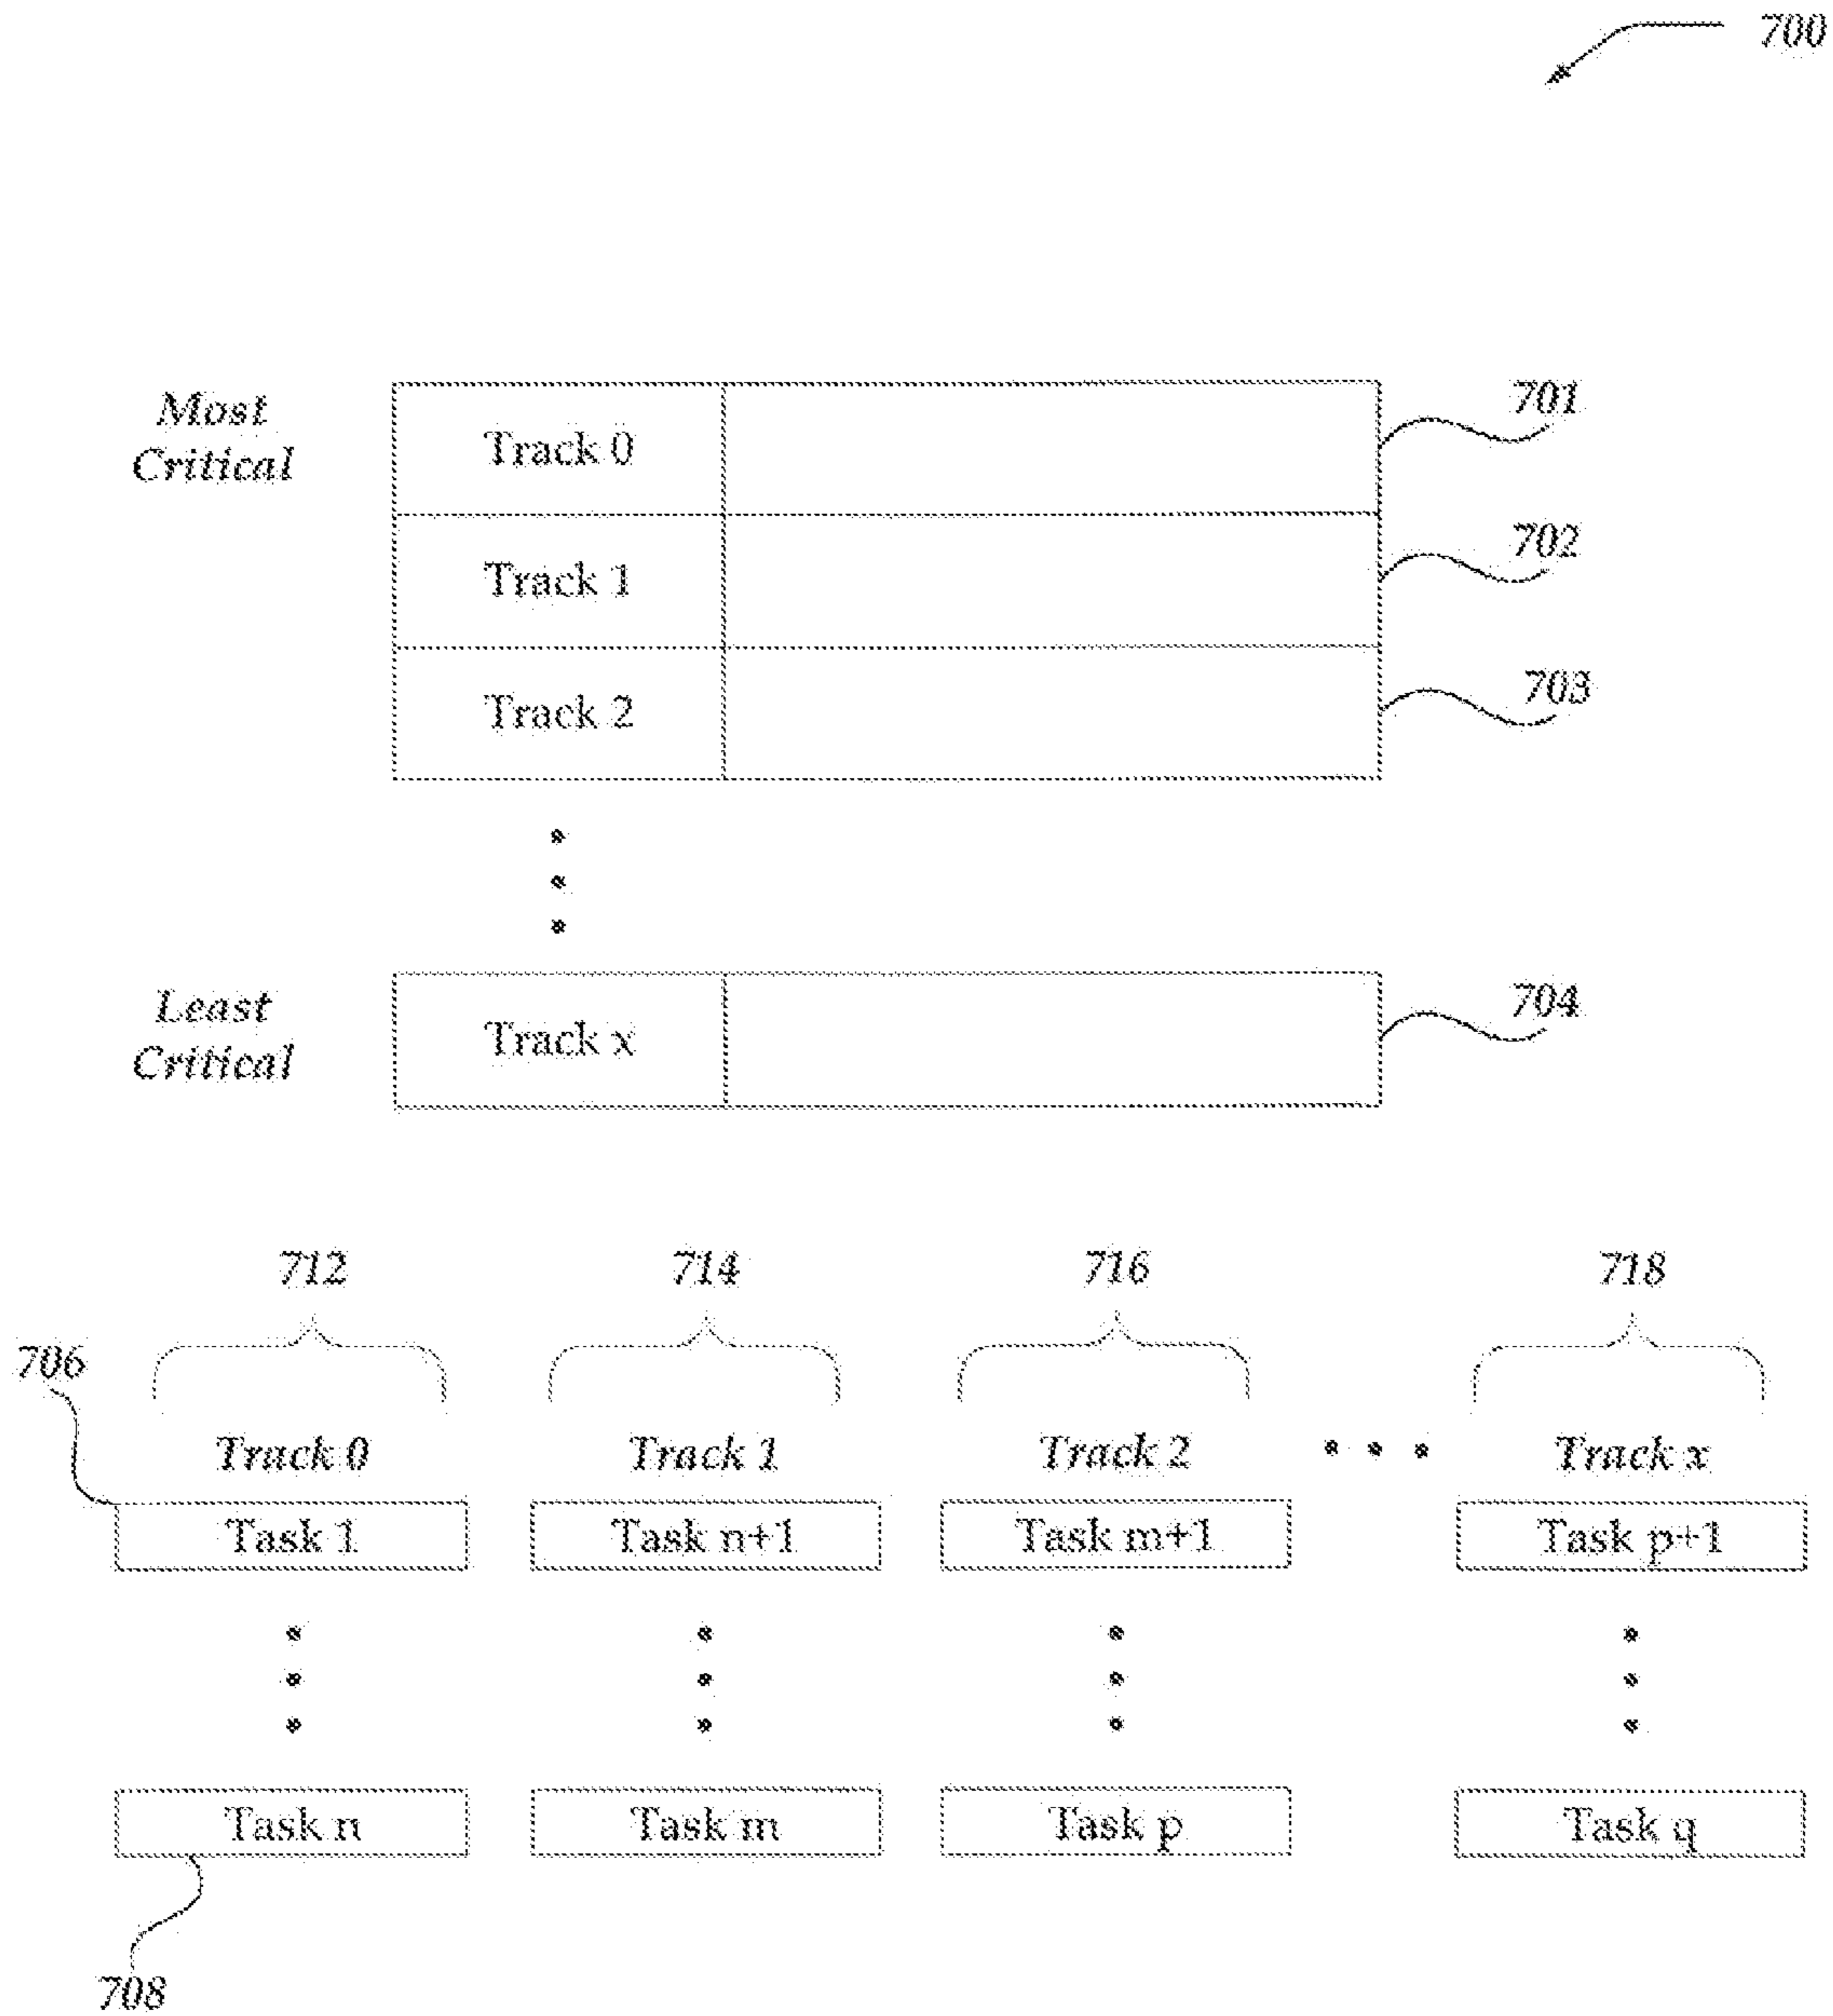 700
Most
Critical
Track 0
701
Track 1
702
Track 2
703
Least
Critical
Track x
704
712
714
716
718
706
Track 0
Track 1
Track 2
Track x
Task 1
Task n+1
Task m+1
Task p+1
Task n
Task m
Task p
Task q
708